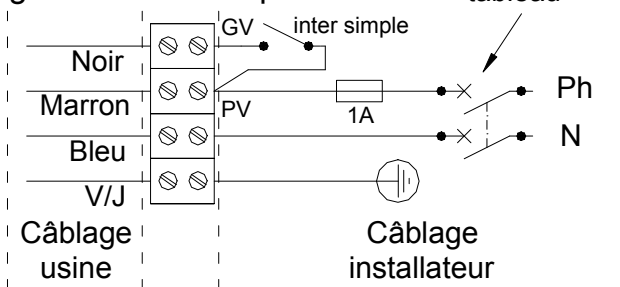 tableau
GV
inter simple
Noir
Marron
PV
1A
Ph
Bleu
N
V/J
Câblage
usine
Câblage
installateur